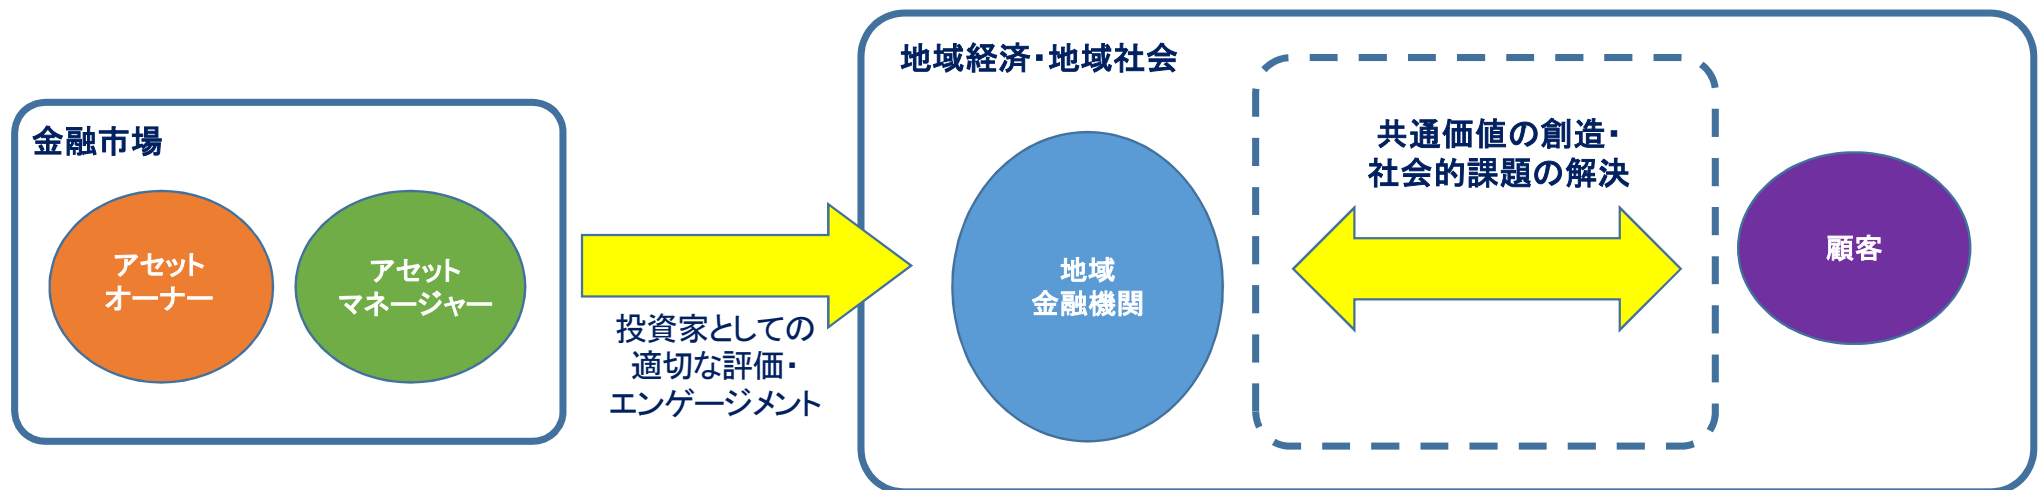 金融市場
アセット
オーナー
アセット
マネージャー
投資家としての
適切な評価・
エンゲージメント
地域経済・地域社会
地域
金融機関
共通価値の創造・
社会的課題の解決
顧客